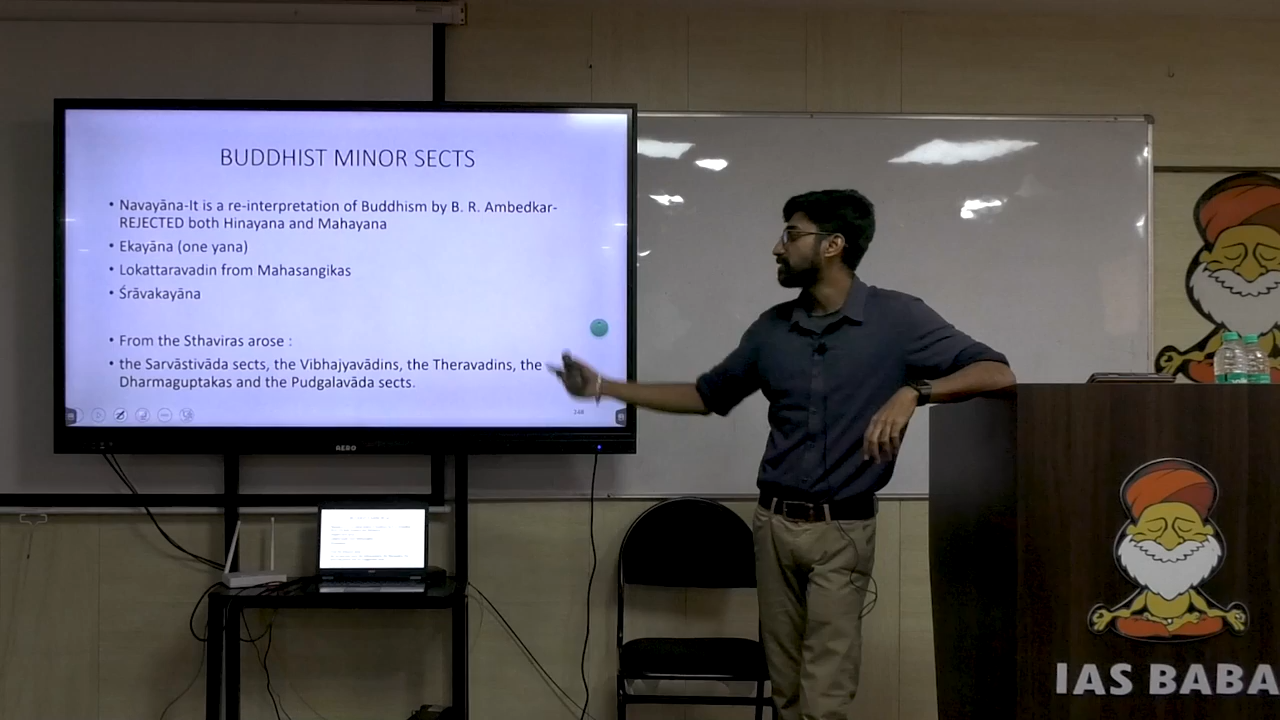 BUDDHIST MINOR SECTS
• Navayāna-It is a re-interpretation of Buddhism by B. R. Ambedkar-
REJECTED both Hinayana and Mahayana
• Ekayāna (one yana)
• Lokattaravadin from Mahasangikas
• Śrāvakayāna
• From the Sthaviras arose :
• the Sarvāstivāda sects, the Vibhajyavādins, the Theravadins, the
Dharmaguptakas and the Pudgalavāda sects.
AERO
IAS BABA